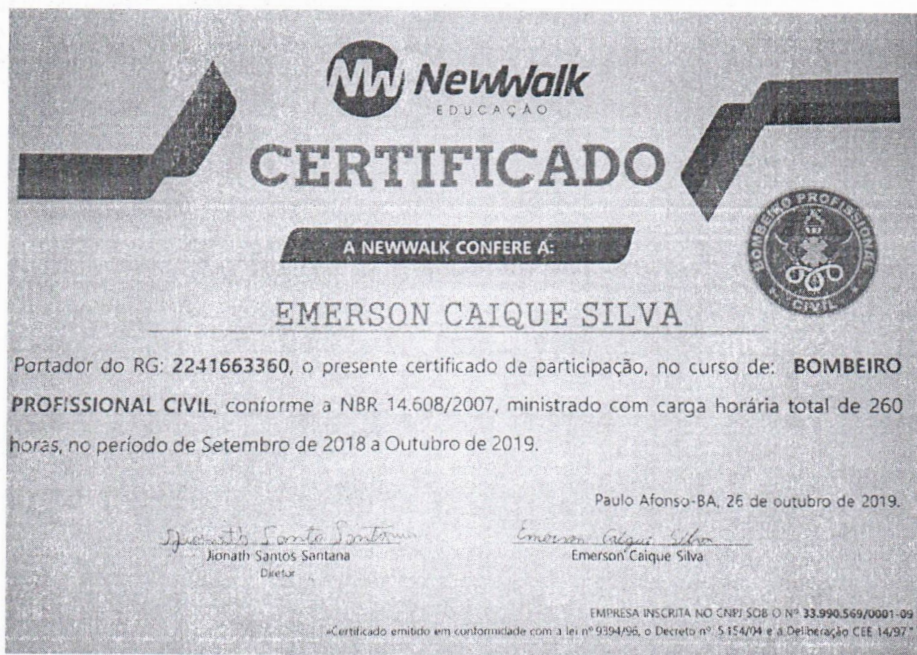 NW NewWalk
EDUCAÇÃO
CERTIFICADO
A NEWWALK CONFERE A:
BOMBEIRO PROFISSIONAL
CIVIL
EMERSON CAIQUE SILVA
Portador do RG: 2241663360, o presente certificado de participação, no curso de: BOMBEIRO
PROFISSIONAL CIVIL, conforme a NBR 14.608/2007, ministrado com carga horária total de 260
horas, no período de Setembro de 2018 a Outubro de 2019.
Paulo Afonso-BA, 26 de outubro de 2019.
Emerson Caique Silva
Jionath Santos Santana
Emerson Caique Silva
Diretor
EMPRESA INSCRITA NO CNPJ SOB O Nº 33.990.569/0001-09
"Certificado emitido em conformidade com a lei nº 9394/96, o Decreto nº. 5.154/04 e a Deliberação CEE 14/97."